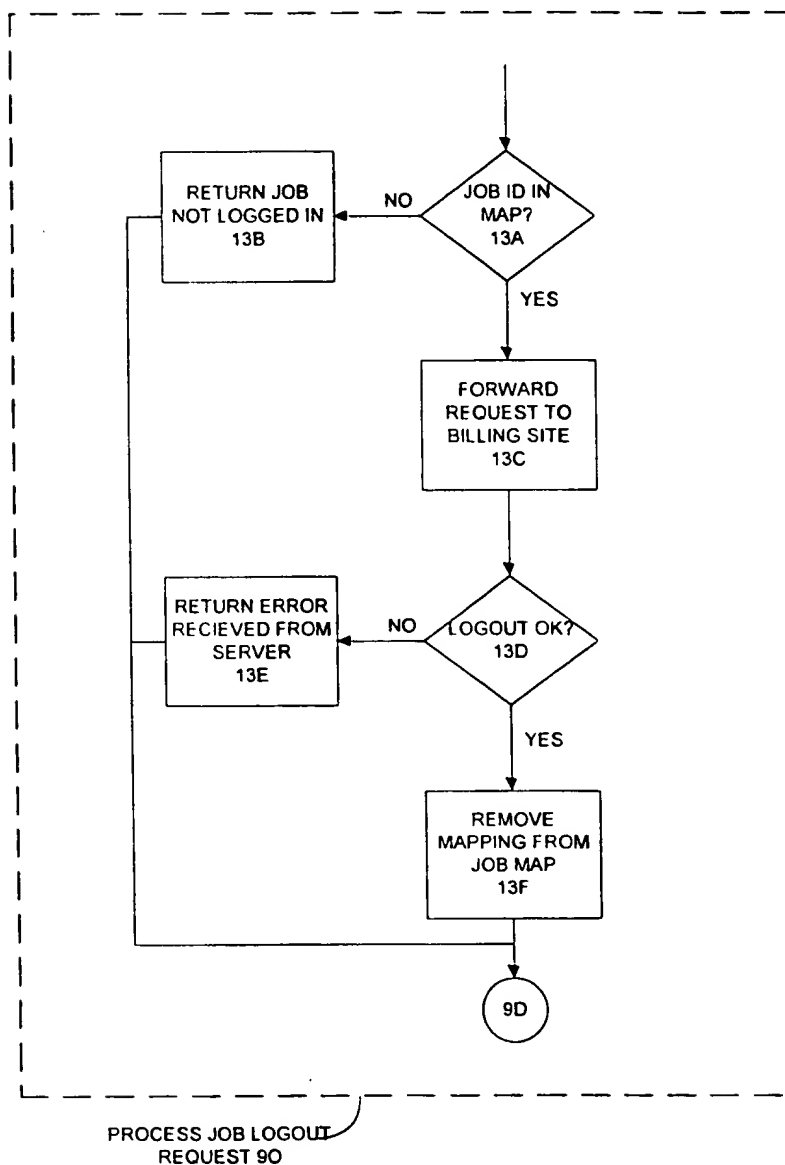 JOB ID IN
MAP?
13A
NO
RETURN JOB
NOT LOGGED IN
13B
YES
FORWARD
REQUEST TO
BILLING SITE
13C
LOGOUT OK?
13D
NO
RETURN ERROR
RECIEVED FROM
SERVER
13E
YES
REMOVE
MAPPING FROM
JOB MAP
13F
9D
PROCESS JOB LOGOUT
REQUEST 9O